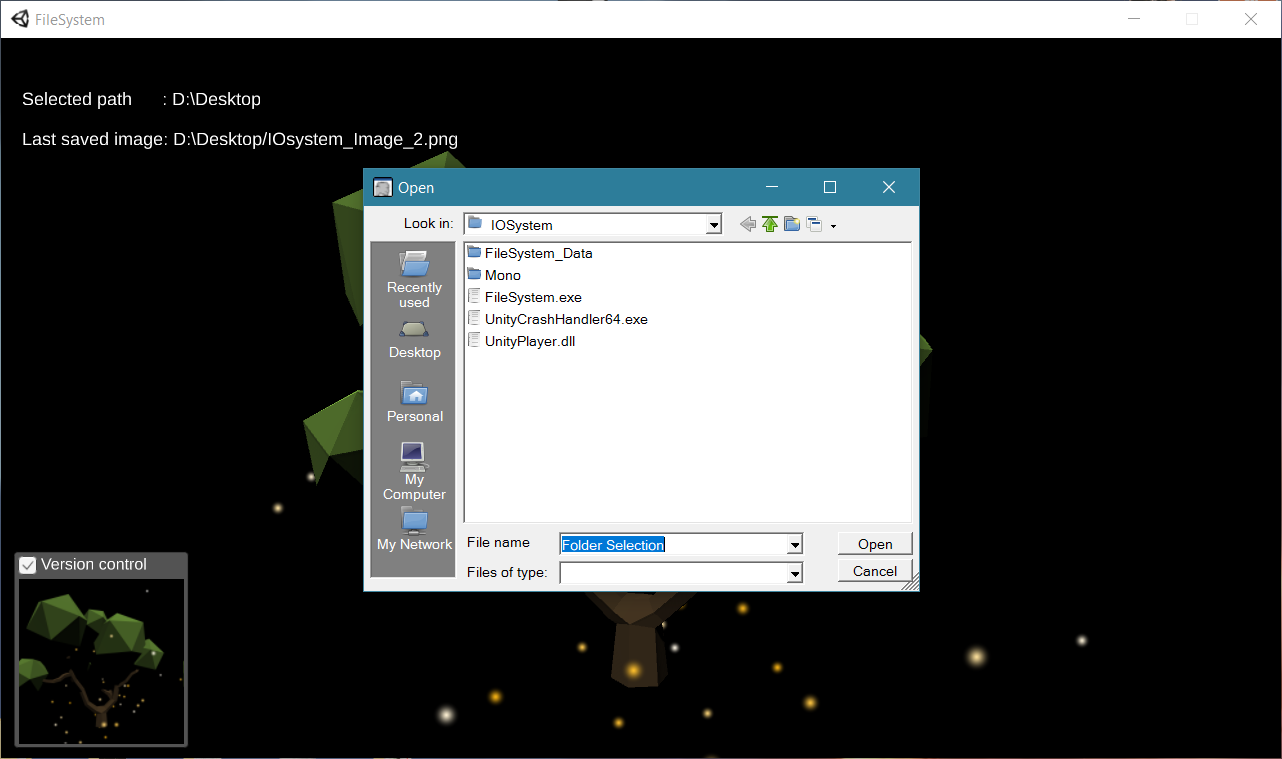 FileSystem
Selected path : D:\Desktop
Last saved image: D:\Desktop/IOsystem_Image_2.png
Open
Look in: IOSystem
Recently
used
Desktop
Personal
My
Computer
My Network
FileSystem_Data
Mono
FileSystem.exe
UnityCrashHandler64.exe
UnityPlayer.dll
File name Folder Selection Open
Files of type: Cancel
Version control